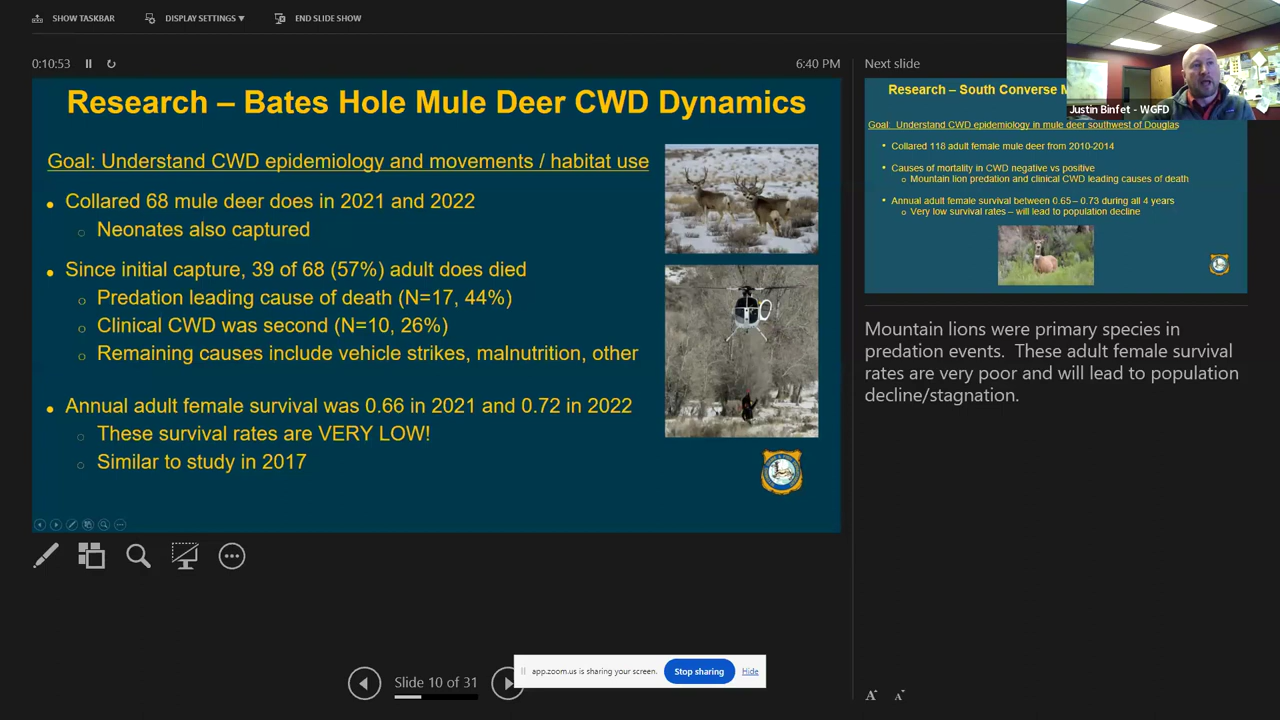 SHOW TASKBAR DISPLAY SETTINGS ▾ END SLIDE SHOW
0:10:53
6:40 PM
Research – Bates Hole Mule Deer CWD Dynamics
Goal: Understand CWD epidemiology and movements / habitat use
• Collared 68 mule deer does in 2021 and 2022
○ Neonates also captured
• Since initial capture, 39 of 68 (57%) adult does died
○ Predation leading cause of death (N=17, 44%)
○ Clinical CWD was second (N=10, 26%)
○ Remaining causes include vehicle strikes, malnutrition, other
• Annual adult female survival was 0.66 in 2021 and 0.72 in 2022
○ These survival rates are VERY LOW!
○ Similar to study in 2017
Next slide
Justin Binfet - WGFD
Research – South Converse M
Goal: Understand CWD epidemiology in mule deer southwest of Douglas
• Collared 118 adult female mule deer from 2010-2014
• Causes of mortality in CWD negative vs positive
○ Mountain lion predation and clinical CWD leading causes of death
• Annual adult female survival between 0.65 – 0.73 during all 4 years
○ Very low survival rates – will lead to population decline
Mountain lions were primary species in
predation events. These adult female survival
rates are very poor and will lead to population
decline/stagnation.
app.zoom.us is sharing your screen. Stop sharing Hide
Slide 10 of 31
A A